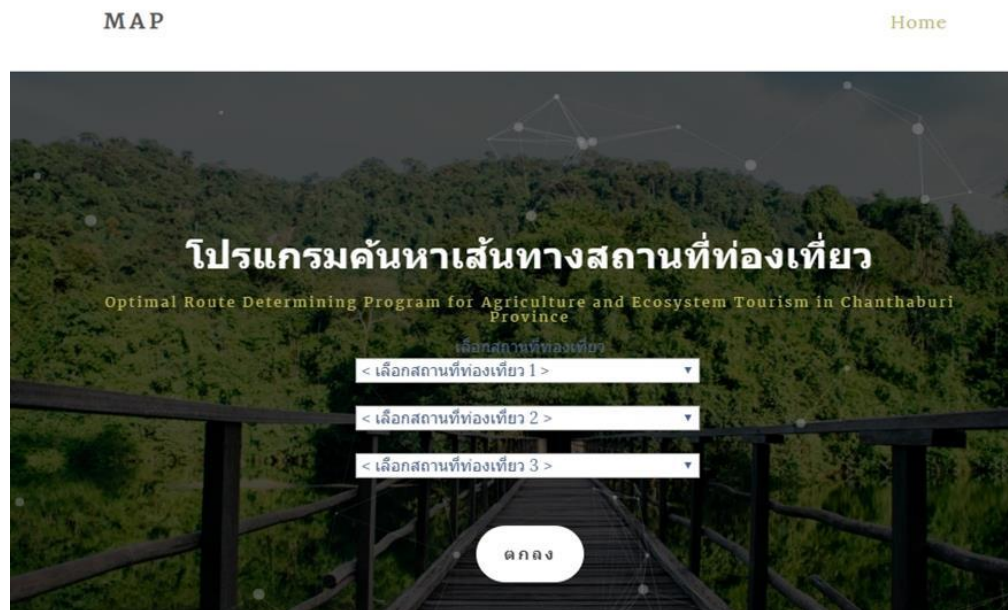 MAP
Home
โปรแกรมค้นหาเส้นทางสถานที่ท่องเที่ยว
Optimal Route Determining Program for Agriculture and Ecosystem Tourism in Chanthaburi
Province
เลือกสถานที่ท่องเที่ยว
< เลือกสถานที่ท่องเที่ยว 1 >
< เลือกสถานที่ท่องเที่ยว 2 >
< เลือกสถานที่ท่องเที่ยว 3 >
ตกลง